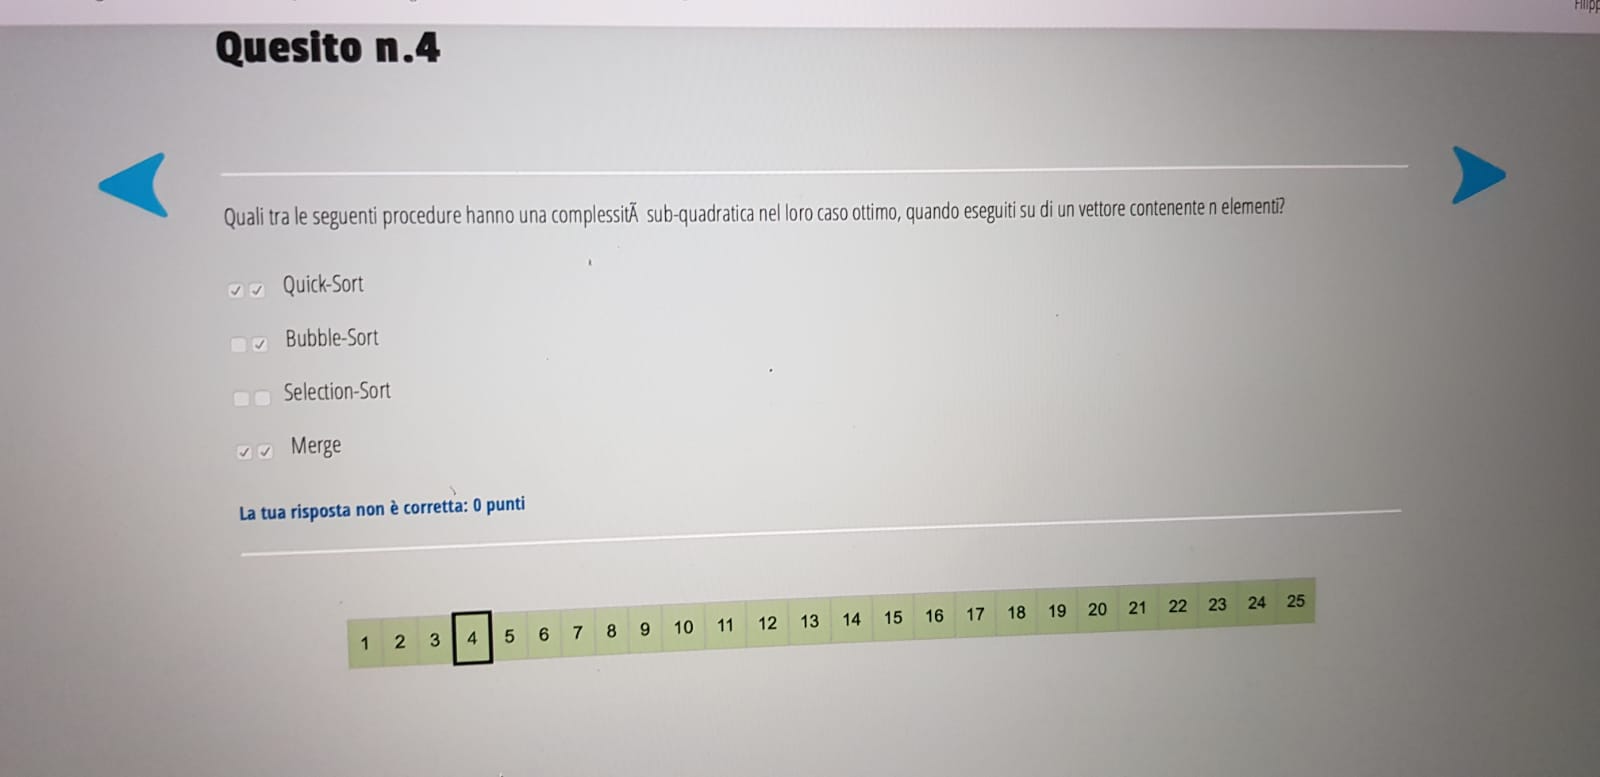 Quesito n.4
Quali tra le seguenti procedure hanno una complessitÃ sub-quadratica nel loro caso ottimo, quando eseguiti su di un vettore contenente n elementi?
Quick-Sort
Bubble-Sort
Selection-Sort
Merge
La tua risposta non è corretta: 0 punti
1 2 3 4 5 6 7 8 9 10 11 12 13 14 15 16 17 18 19 20 21 22 23 24 25